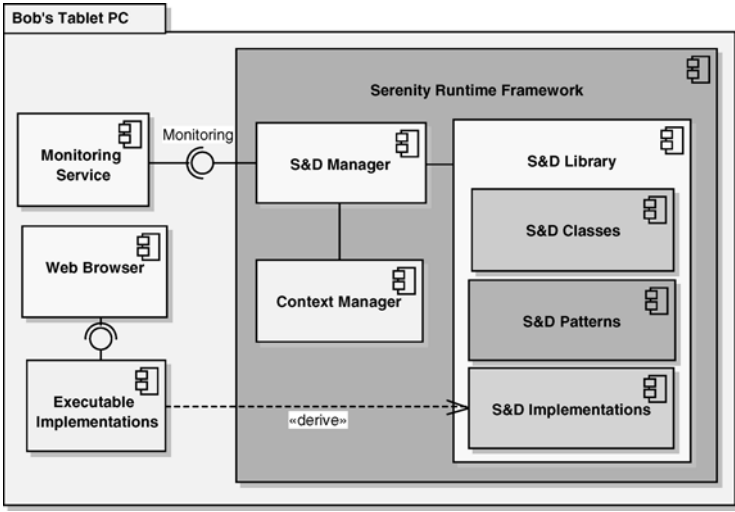 Bob's Tablet PC
Serenity Runtime Framework
Monitoring
Monitoring
Service
S&D Manager
S&D Library
S&D Classes
Web Browser
Context Manager
S&D Patterns
Executable
Implementations
S&D Implementations
«derive»